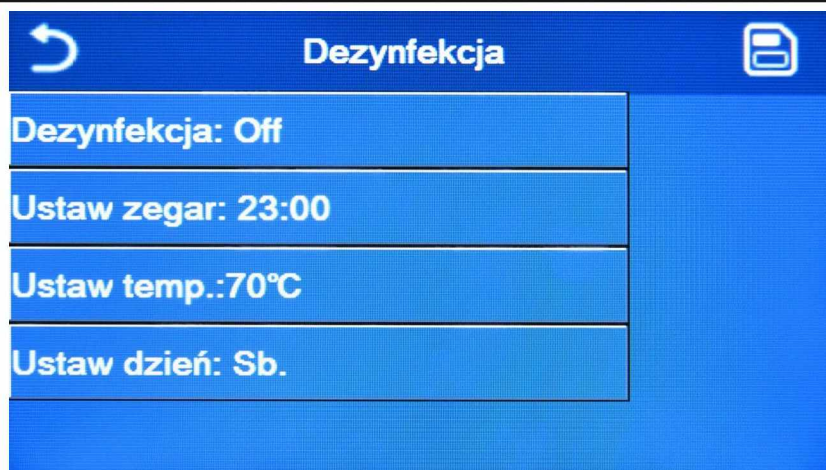 Dezynfekcja
Dezynfekcja: Off
Ustaw zegar: 23:00
Ustaw temp.:70℃
Ustaw dzień: Sb.